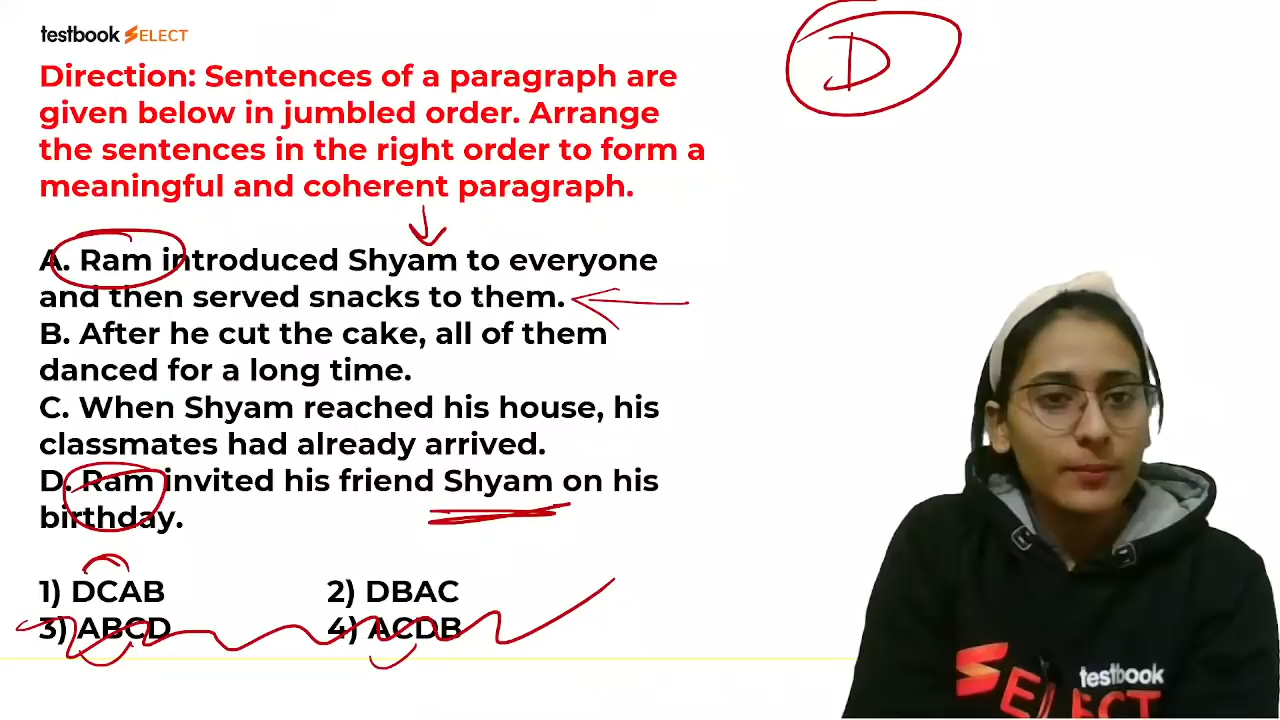 testbook SELECT
D
Direction: Sentences of a paragraph are
given below in jumbled order. Arrange
the sentences in the right order to form a
meaningful and coherent paragraph.
A. Ram introduced Shyam to everyone
and then served snacks to them.
B. After he cut the cake, all of them
danced for a long time.
C. When Shyam reached his house, his
classmates had already arrived.
D. Ram invited his friend Shyam on his
birthday.
1) DCAB 2) DBAC
3) ABCD 4) ACDB
testbook
SELECT